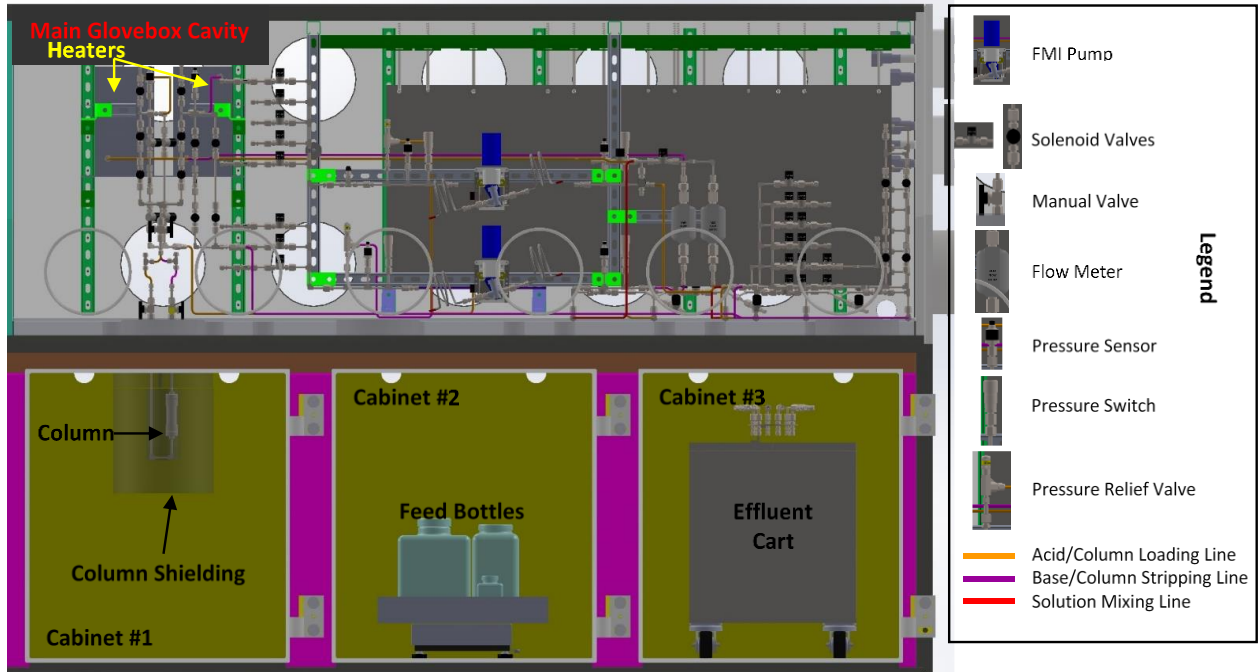 Main Glovebox Cavity
Heaters
Column
Column Shielding
Cabinet #1
Cabinet #2
Feed Bottles
Cabinet #3
Effluent
Cart
FMI Pump
Solenoid Valves
Manual Valve
Flow Meter
Pressure Sensor
Pressure Switch
Pressure Relief Valve
Acid/Column Loading Line
Base/Column Stripping Line
Solution Mixing Line
Legend